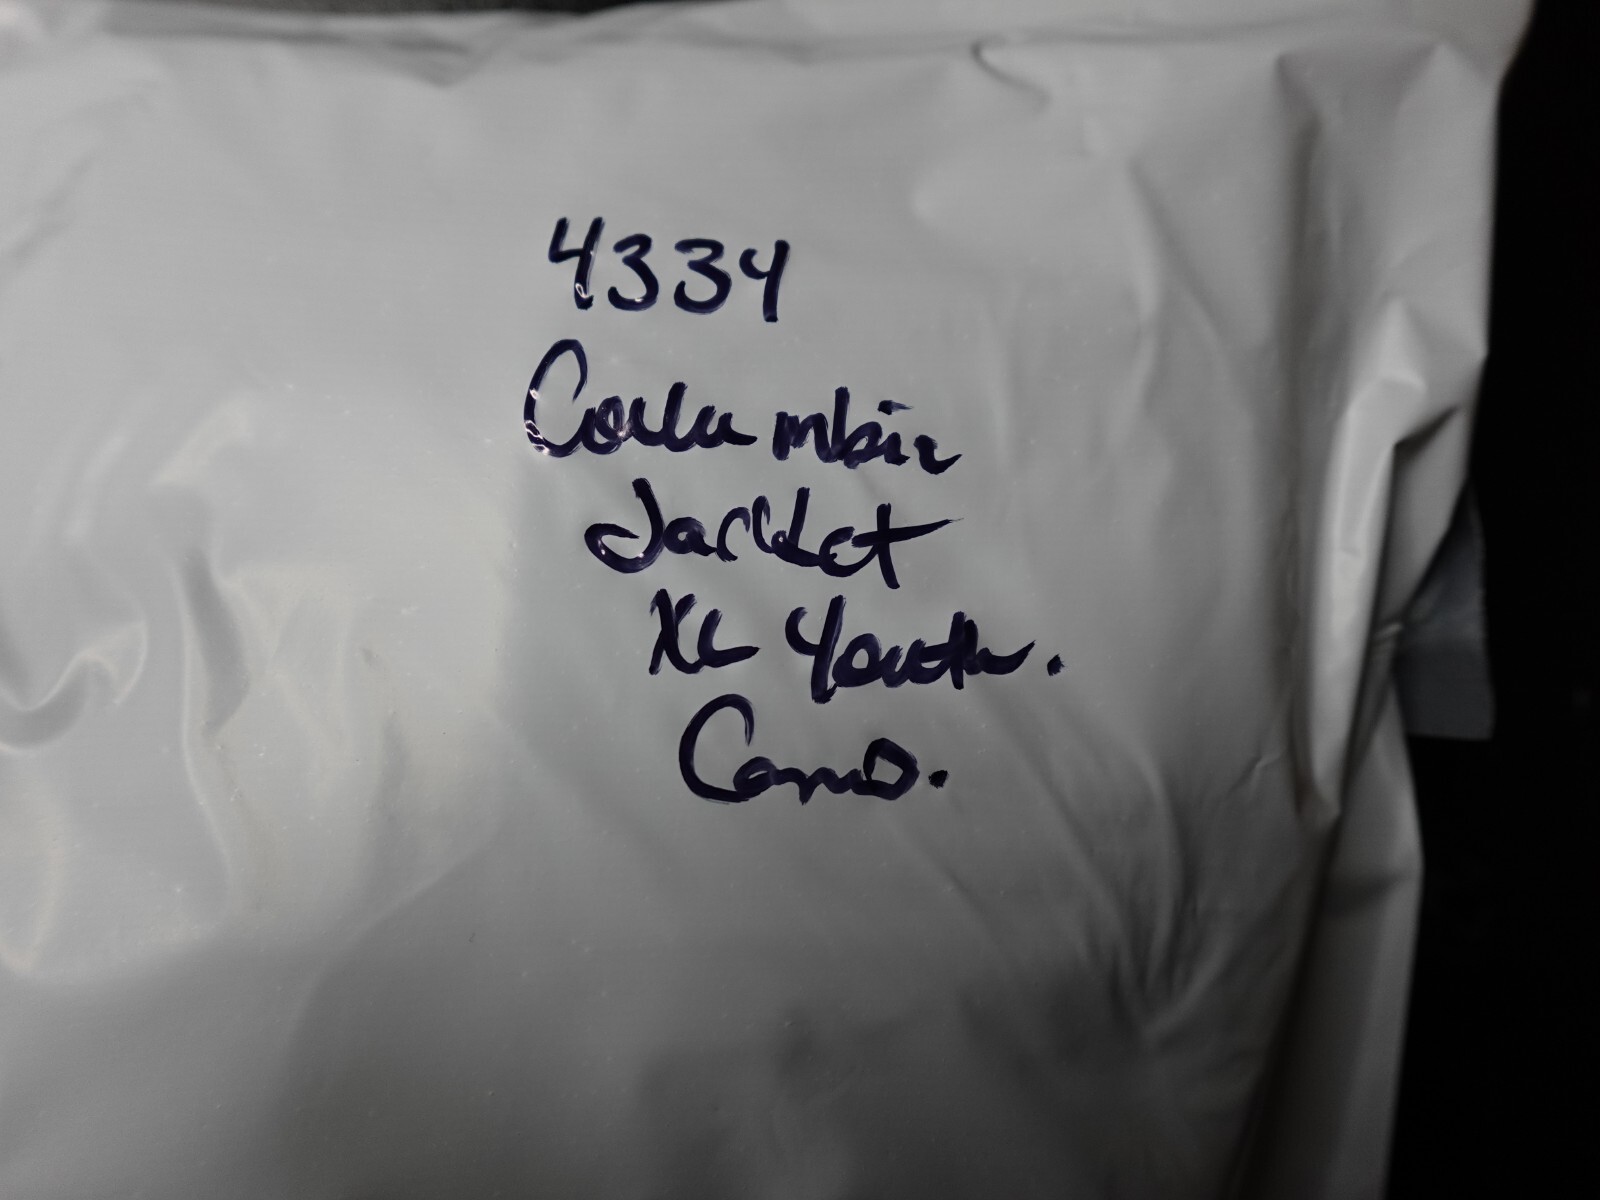 4334
Columbia
Jacket
XL Youth.
Camo.